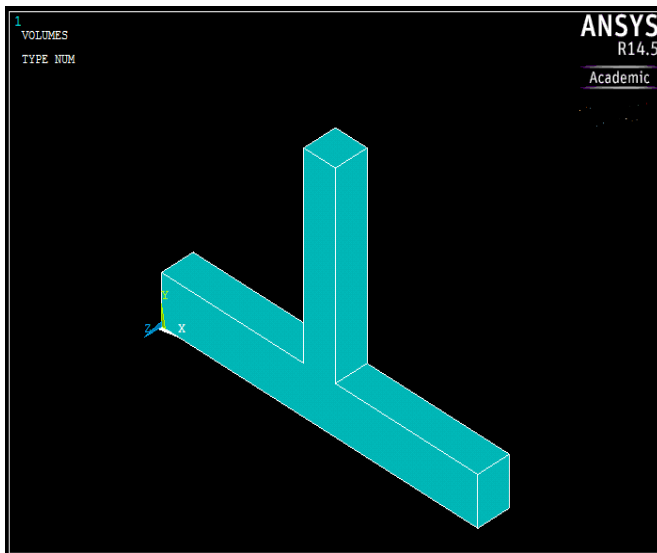 1
VOLUMES
TYPE NUM
ANSYS
R14.5
Academic
Y
Z
X